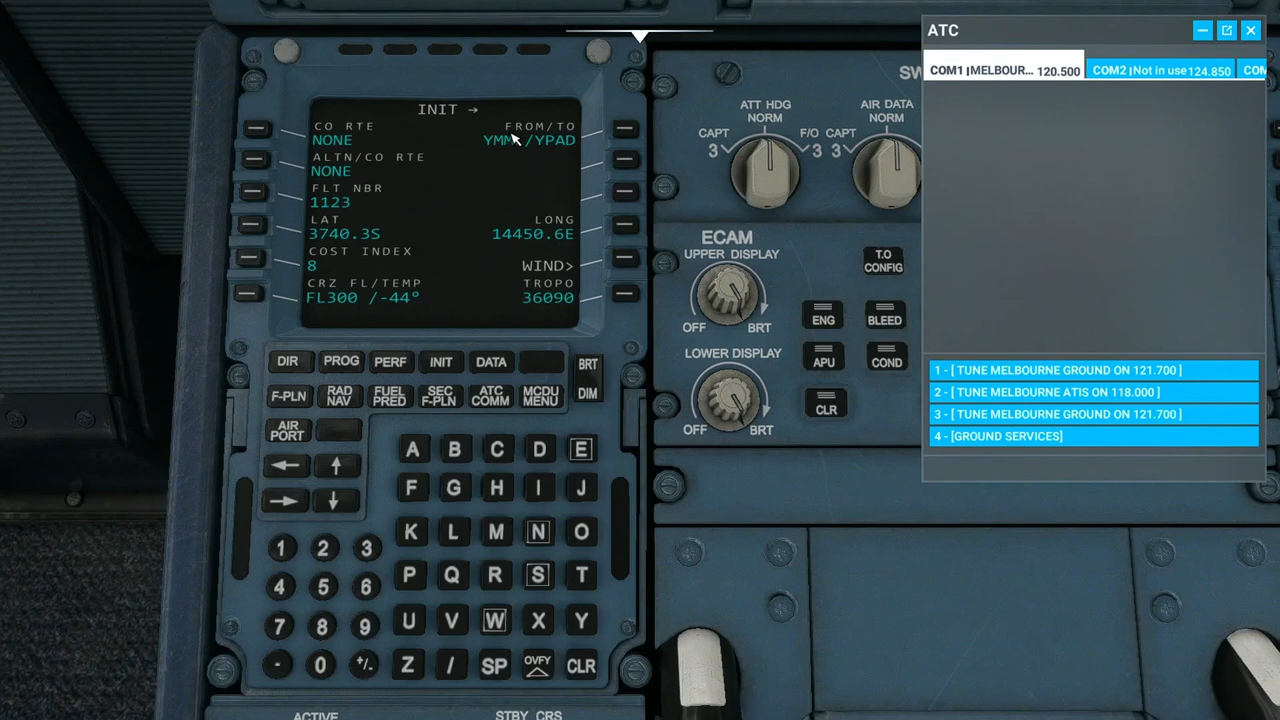 INIT →
CO RTE FROM/TO
NONE YMM /YPAD
ALTN/CO RTE
NONE
FLT NBR
1123
LAT LONG
3740.3S 14450.6E
COST INDEX
8 WIND>
CRZ FL/TEMP TROPO
FL300 /-44° 36090
DIR PROG PERF INIT DATA
BRT
DIM
F-PLN RAD NAV FUEL PRED SEC F-PLN ATC COMM MCDU MENU
AIR PORT
← ↑
→ ↓
A B C D E
F G H I J
K L M N O
P Q R S T
U V W X Y
Z / SP OVFY CLR
1 2 3
4 5 6
7 8 9
- 0 +/-
ACTIVE STBY CRS
SW
ATT HDG
NORM
CAPT F/O
3 3
AIR DATA
NORM
CAPT
3
ECAM
UPPER DISPLAY
OFF BRT
LOWER DISPLAY
OFF BRT
T.O
CONFIG
ENG BLEED
APU COND
CLR
ATC
COM1 | MELBOUR... 120.500
COM2 | Not in use 124.850
COM
1 - [ TUNE MELBOURNE GROUND ON 121.700 ]
2 - [ TUNE MELBOURNE ATIS ON 118.000 ]
3 - [ TUNE MELBOURNE GROUND ON 121.700 ]
4 - [GROUND SERVICES]